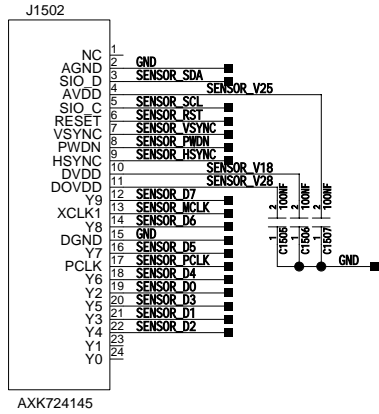 J1502
NC 1
AGND 2 GND
SIO_D 3 SENSOR_SDA
AVDD 4 SENSOR_V25
SIO_C 5 SENSOR_SCL
RESET 6 SENSOR_RST
VSYNC 7 SENSOR_VSYNC
PWDN 8 SENSOR_PWDN
HSYNC 9 SENSOR_HSYNC
DVDD 10 SENSOR_V18
DOVDD 11 SENSOR_V28
Y9 12 SENSOR_D7
XCLK1 13 SENSOR_MCLK
Y8 14 SENSOR_D6
DGND 15 GND
Y7 16 SENSOR_D5
PCLK 17 SENSOR_PCLK
Y6 18 SENSOR_D4
Y2 19 SENSOR_D0
Y5 20 SENSOR_D3
Y3 21 SENSOR_D1
Y4 22 SENSOR_D2
Y1 23
Y0 24
2 100NF
1 C1505
2 100NF
1 C1506
2 100NF
1 C1507
GND
AXK724145